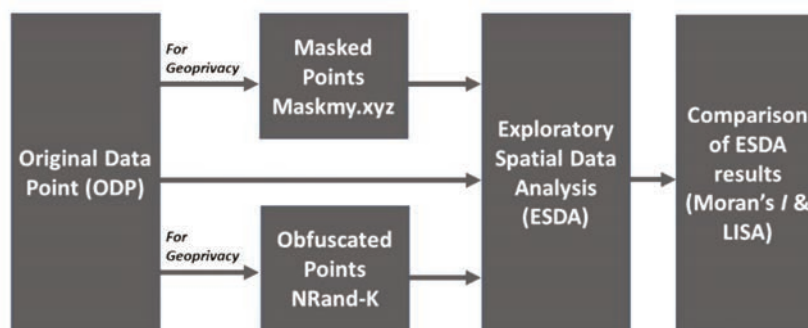 Original Data
Point (ODP)
For
Geoprivacy
Masked
Points
Maskmy.xyz
For
Geoprivacy
Obfuscated
Points
NRand-K
Exploratory
Spatial Data
Analysis
(ESDA)
Comparison
of ESDA
results
(Moran's I &
LISA)